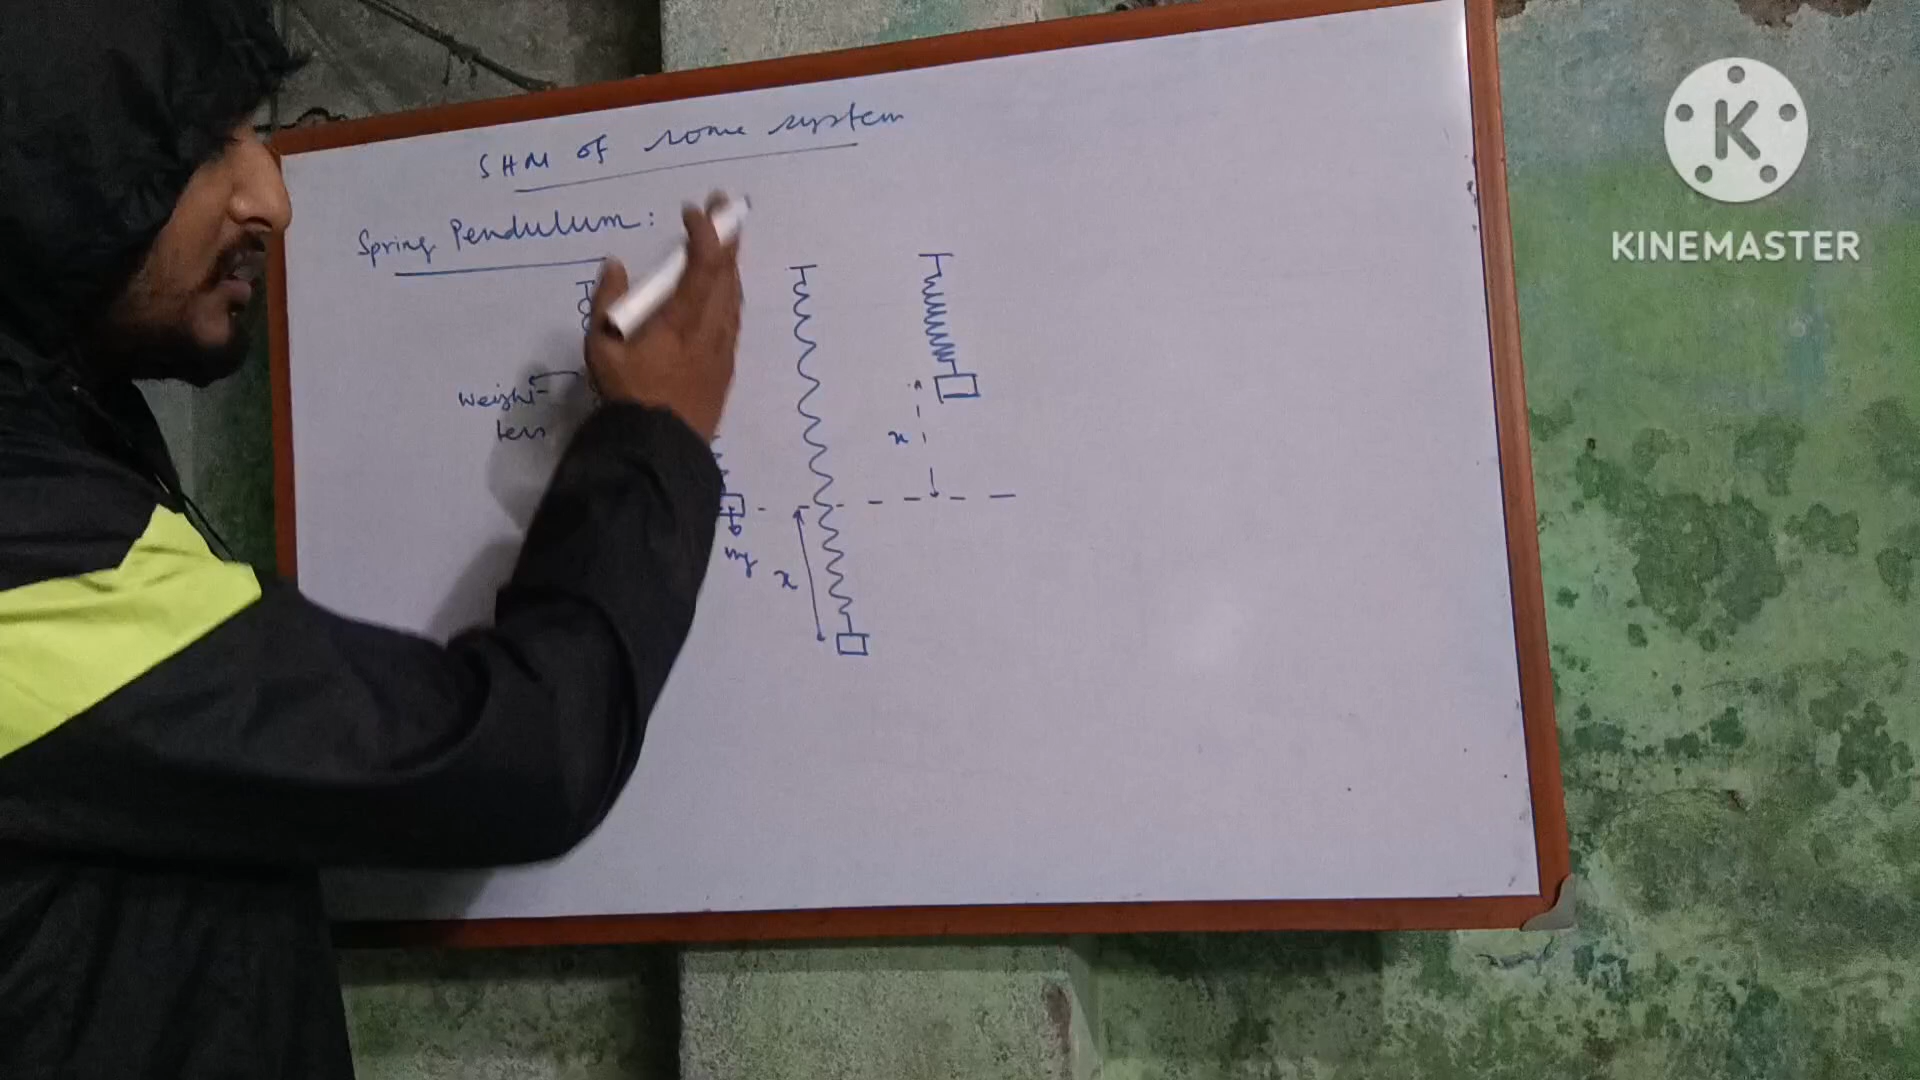 SHM of some system
Spring Pendulum:
Weight-
less
x
mg
x
KINEMASTER